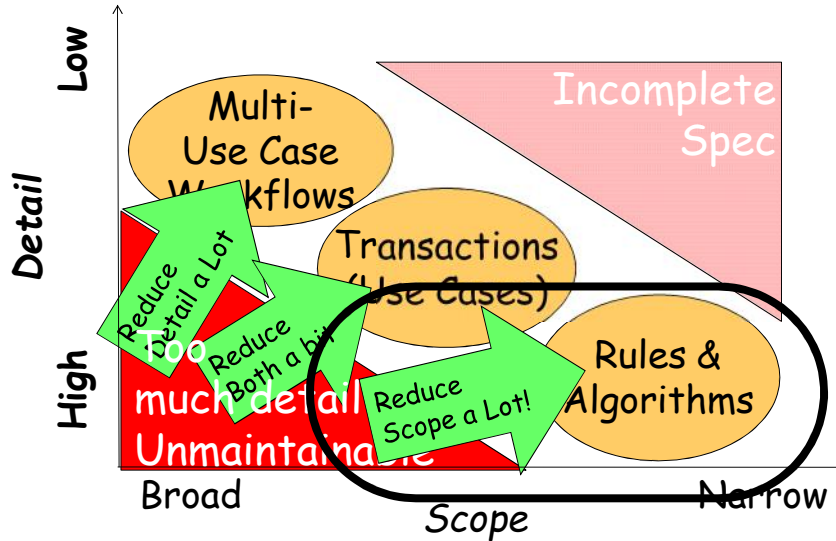 Low
Detail
High
Multi-
Use Case
Workflows
Incomplete
Spec
Transactions
(Use Cases)
Rules &
Algorithms
Reduce
Detail a Lot
Reduce
Both a bit
Reduce
Scope a Lot!
Too
much detail
Unmaintainable
Broad
Narrow
Scope